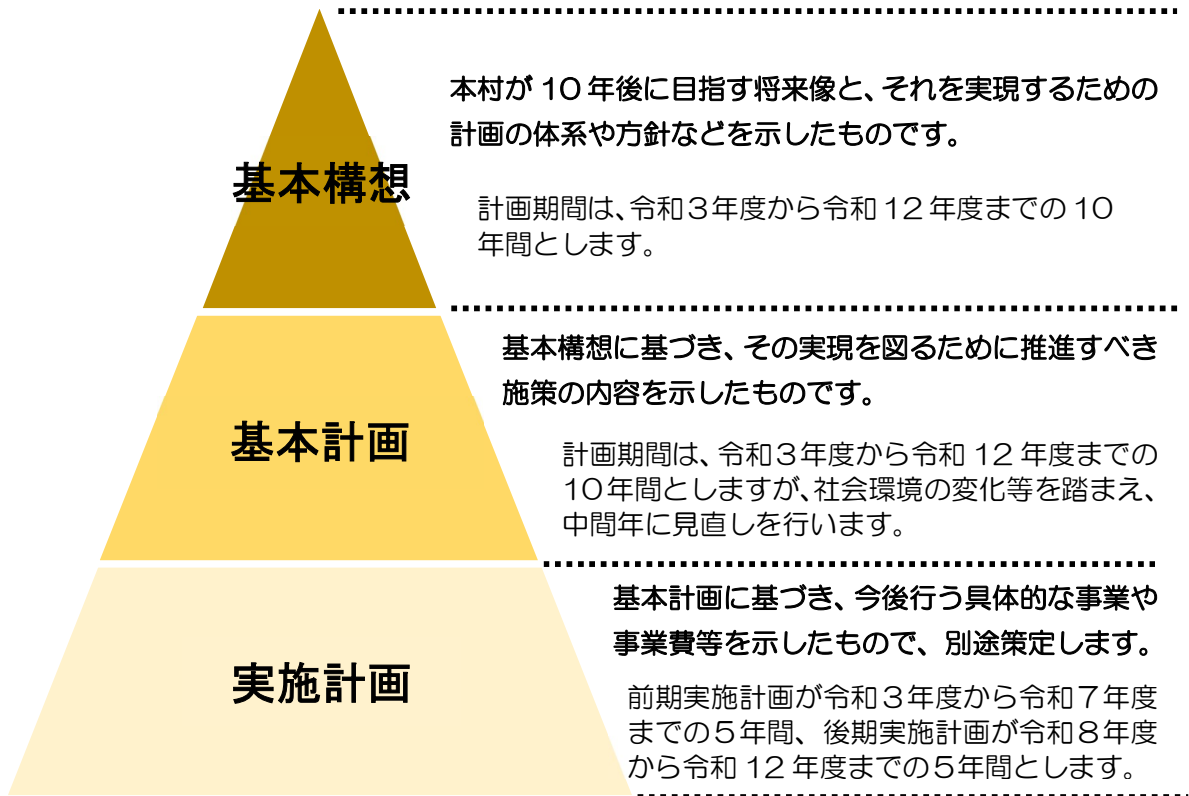 本村が10年後に目指す将来像と、それを実現するための
計画の体系や方針などを示したものです。
基本構想
計画期間は、令和３年度から令和12年度までの10
年間とします。
基本構想に基づき、その実現を図るために推進すべき
施策の内容を示したものです。
基本計画
計画期間は、令和３年度から令和12年度までの
10年間としますが、社会環境の変化等を踏まえ、
中間年に見直しを行います。
基本計画に基づき、今後行う具体的な事業や
事業費等を示したもので、別途策定します。
実施計画
前期実施計画が令和３年度から令和７年度
までの５年間、後期実施計画が令和８年度
から令和12年度までの５年間とします。